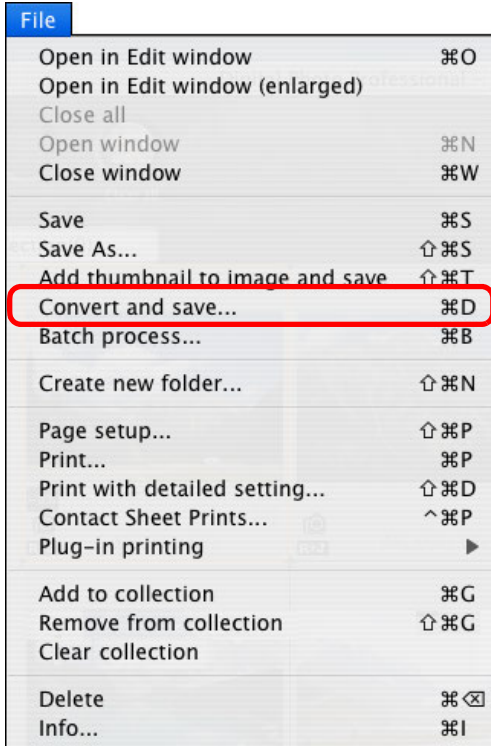 File
Open in Edit window ⌘O
Open in Edit window (enlarged)
Close all
Open window ⌘N
Close window ⌘W
Save ⌘S
Save As... ⇧⌘S
Add thumbnail to image and save ⇧⌘T
Convert and save... ⌘D
Batch process... ⌘B
Create new folder... ⇧⌘N
Page setup... ⇧⌘P
Print... ⌘P
Print with detailed setting... ⇧⌘D
Contact Sheet Prints... ^⌘P
Plug-in printing ▶
Add to collection ⌘G
Remove from collection ⇧⌘G
Clear collection
Delete ⌘⌫
Info... ⌘I